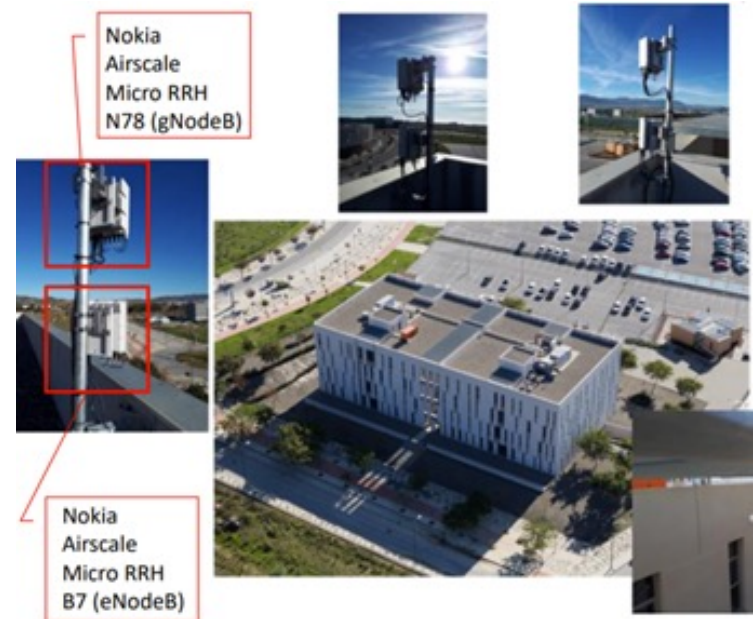 Nokia
Airscale
Micro RRH
N78 (gNodeB)
Nokia
Airscale
Micro RRH
B7 (eNodeB)